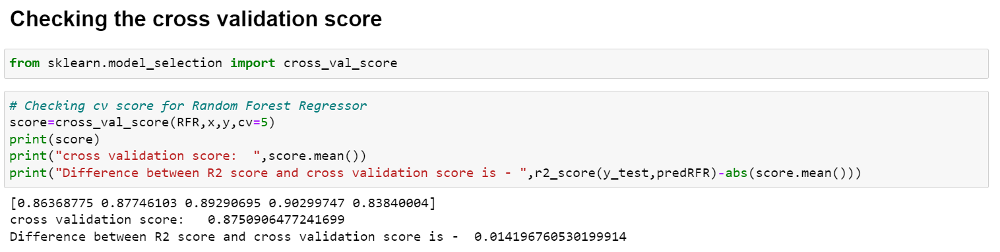 Checking the cross validation score
from sklearn.model_selection import cross_val_score
# Checking cv score for Random Forest Regressor
score=cross_val_score(RFR,x,y,cv=5)
print(score)
print("cross validation score:  ",score.mean())
print("Difference between R2 score and cross validation score is - ",r2_score(y_test,predRFR)-abs(score.mean()))
[0.86368775 0.87746103 0.89290695 0.90299747 0.83840004]
cross validation score:   0.8750906477241699
Difference between R2 score and cross validation score is -  0.014196760530199914